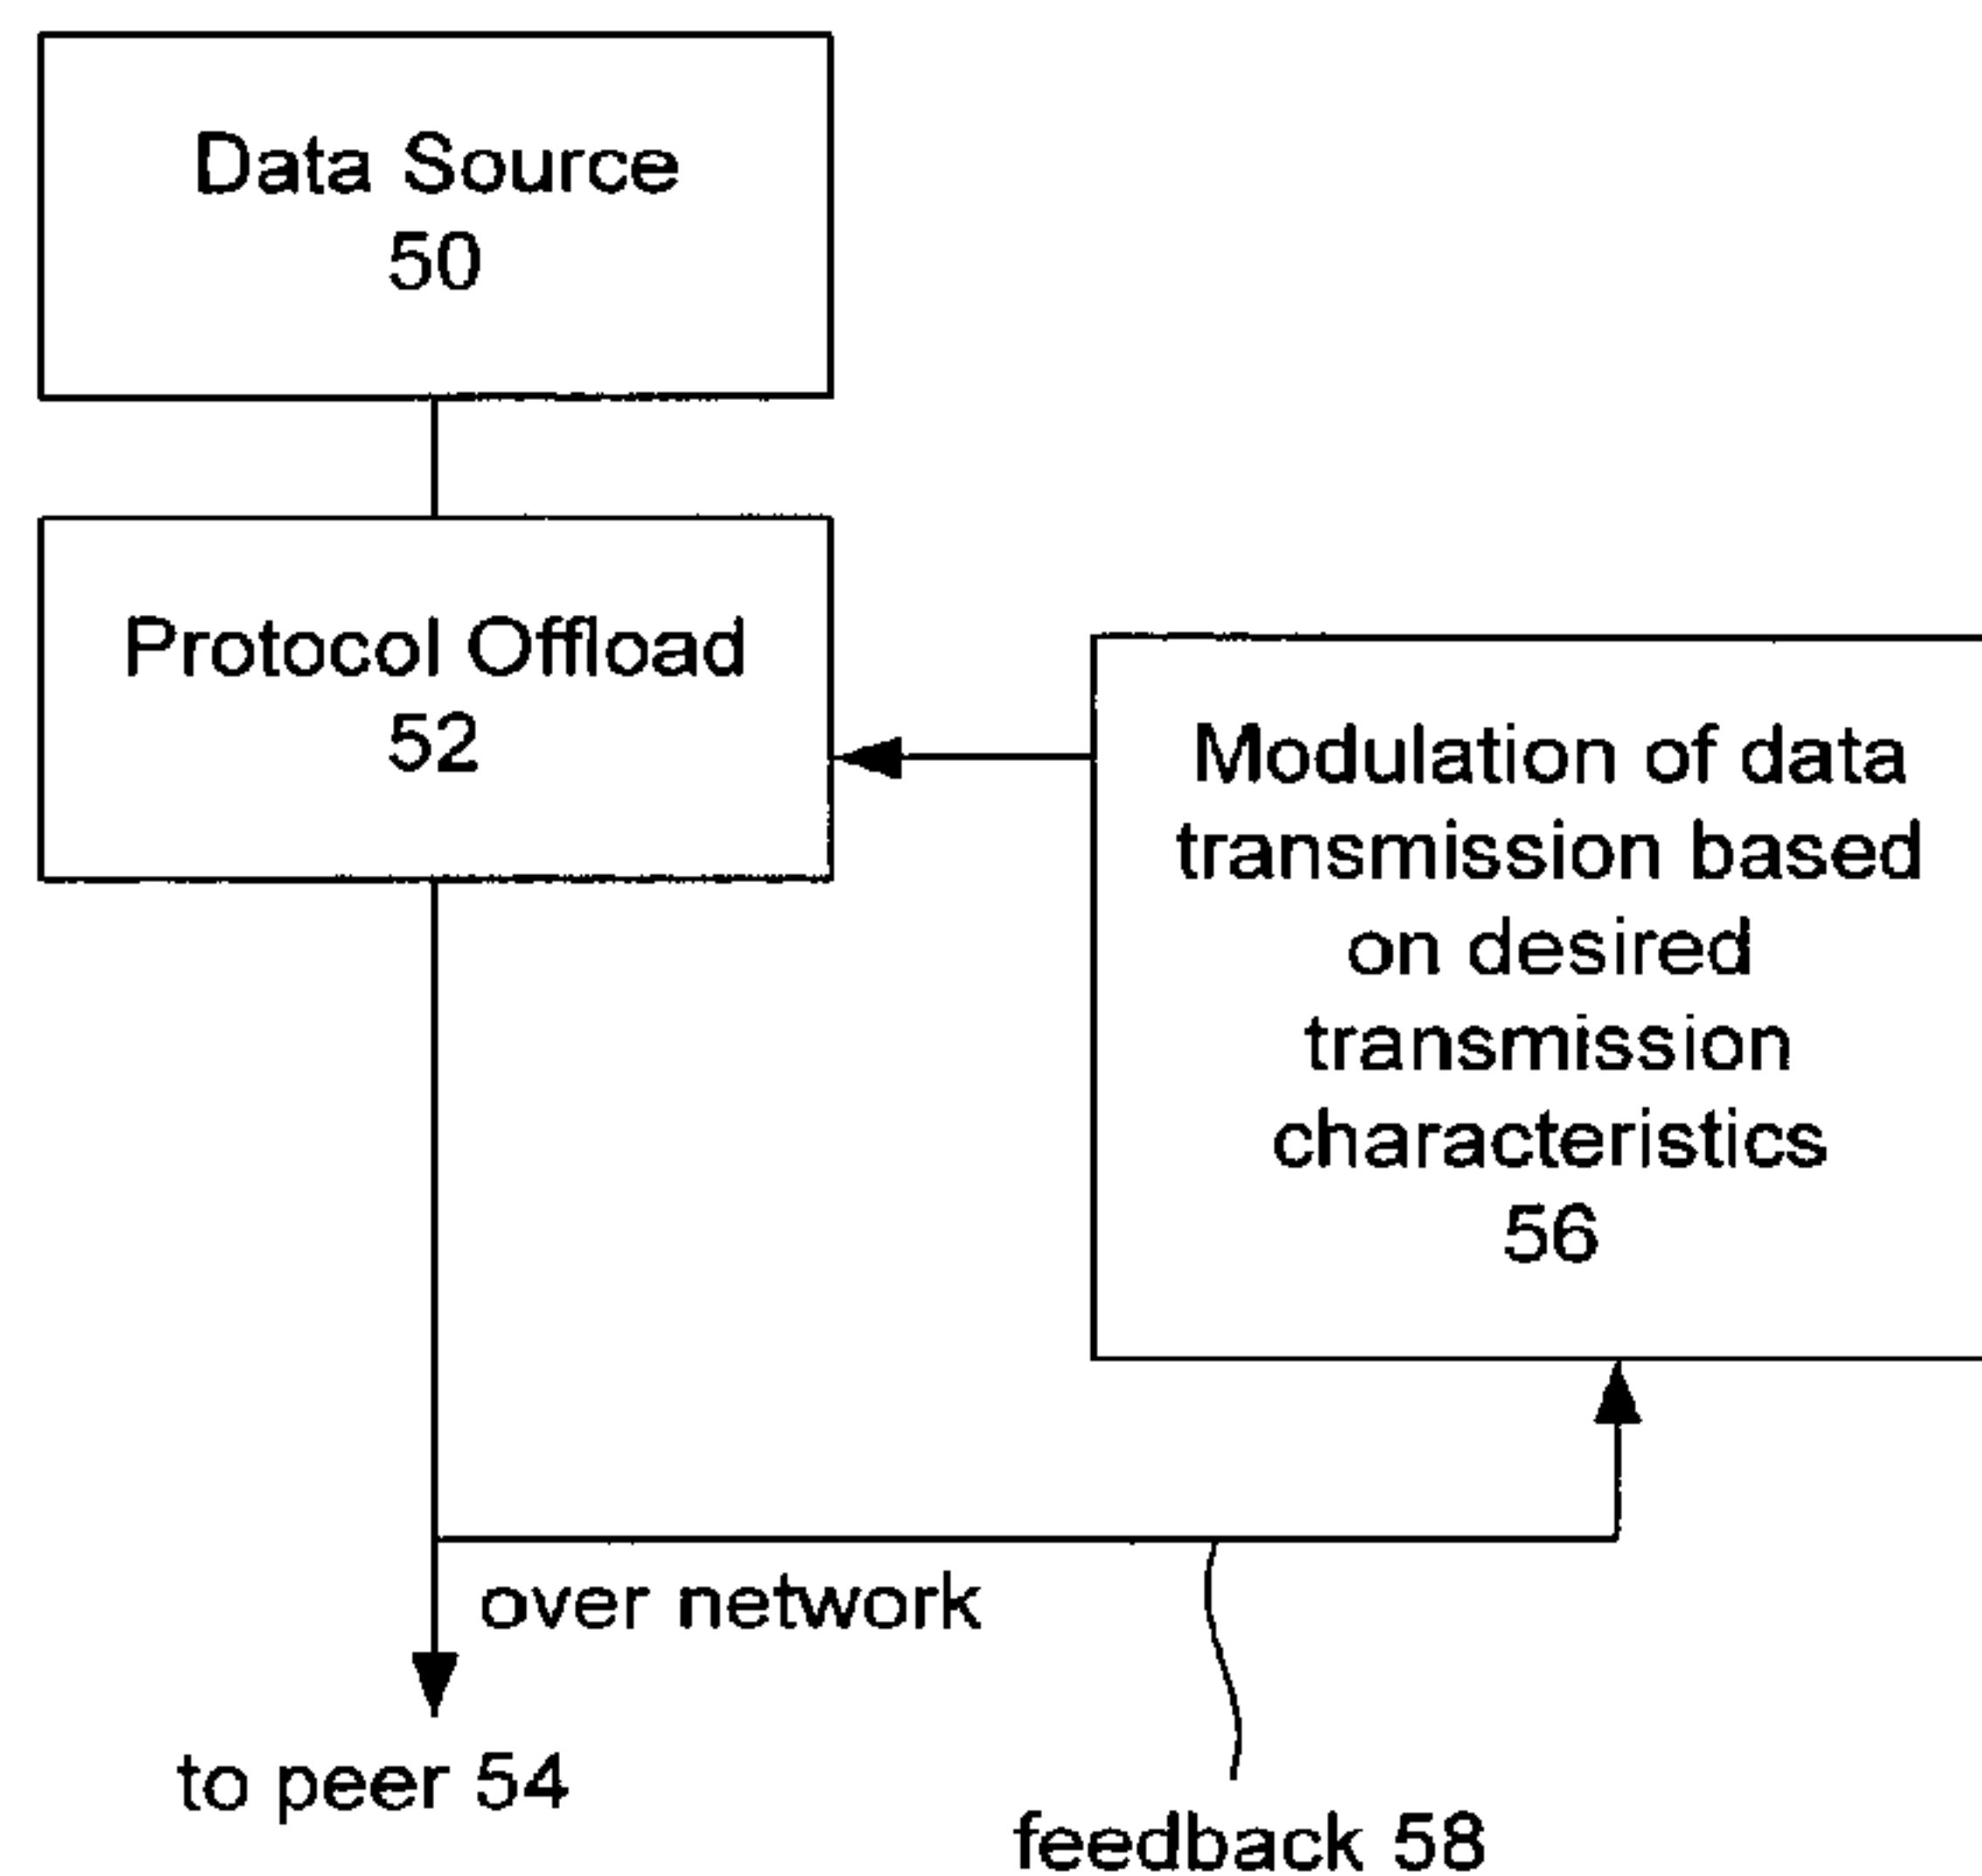 Data Source
50
Protocol Offload
52
Modulation of data
transmission based
on desired
transmission
characteristics
56
over network
to peer 54
feedback 58